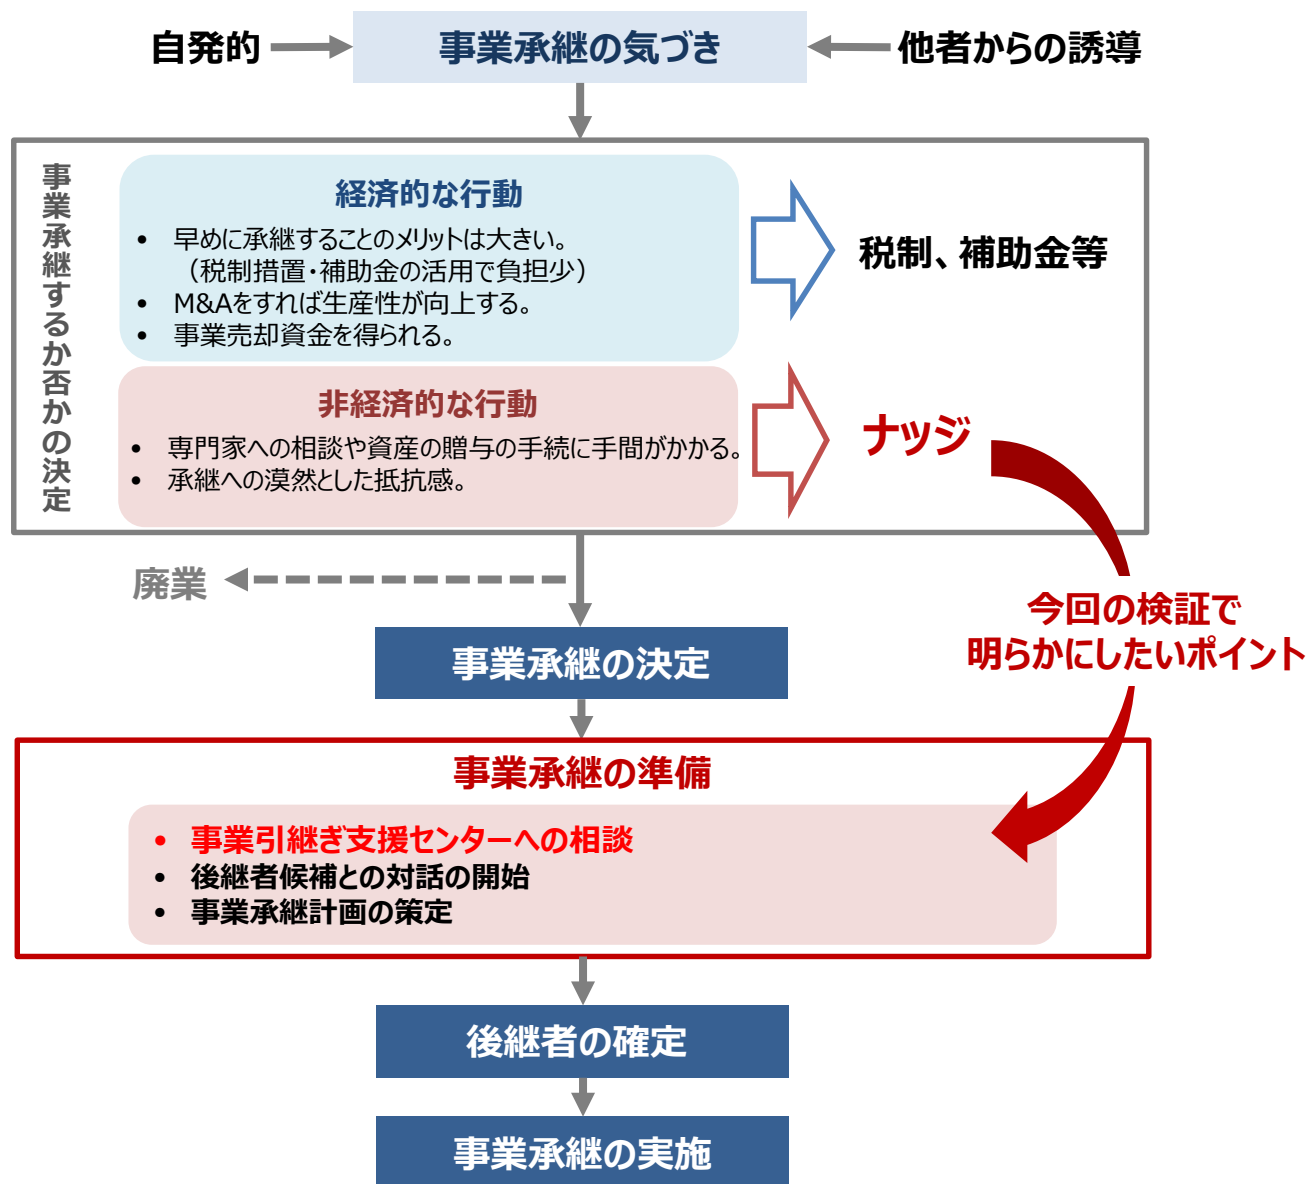 自発的
事業承継の気づき
他者からの誘導
事業承継するか否かの決定
経済的な行動
• 早めに承継することのメリットは大きい。
（税制措置・補助金の活用で負担少）
• M&Aをすれば生産性が向上する。
• 事業売却資金を得られる。
税制、補助金等
非経済的な行動
• 専門家への相談や資産の贈与の手続に手間がかかる。
• 承継への漠然とした抵抗感。
ナッジ
廃業
今回の検証で
明らかにしたいポイント
事業承継の決定
事業承継の準備
• 事業引継ぎ支援センターへの相談
• 後継者候補との対話の開始
• 事業承継計画の策定
後継者の確定
事業承継の実施